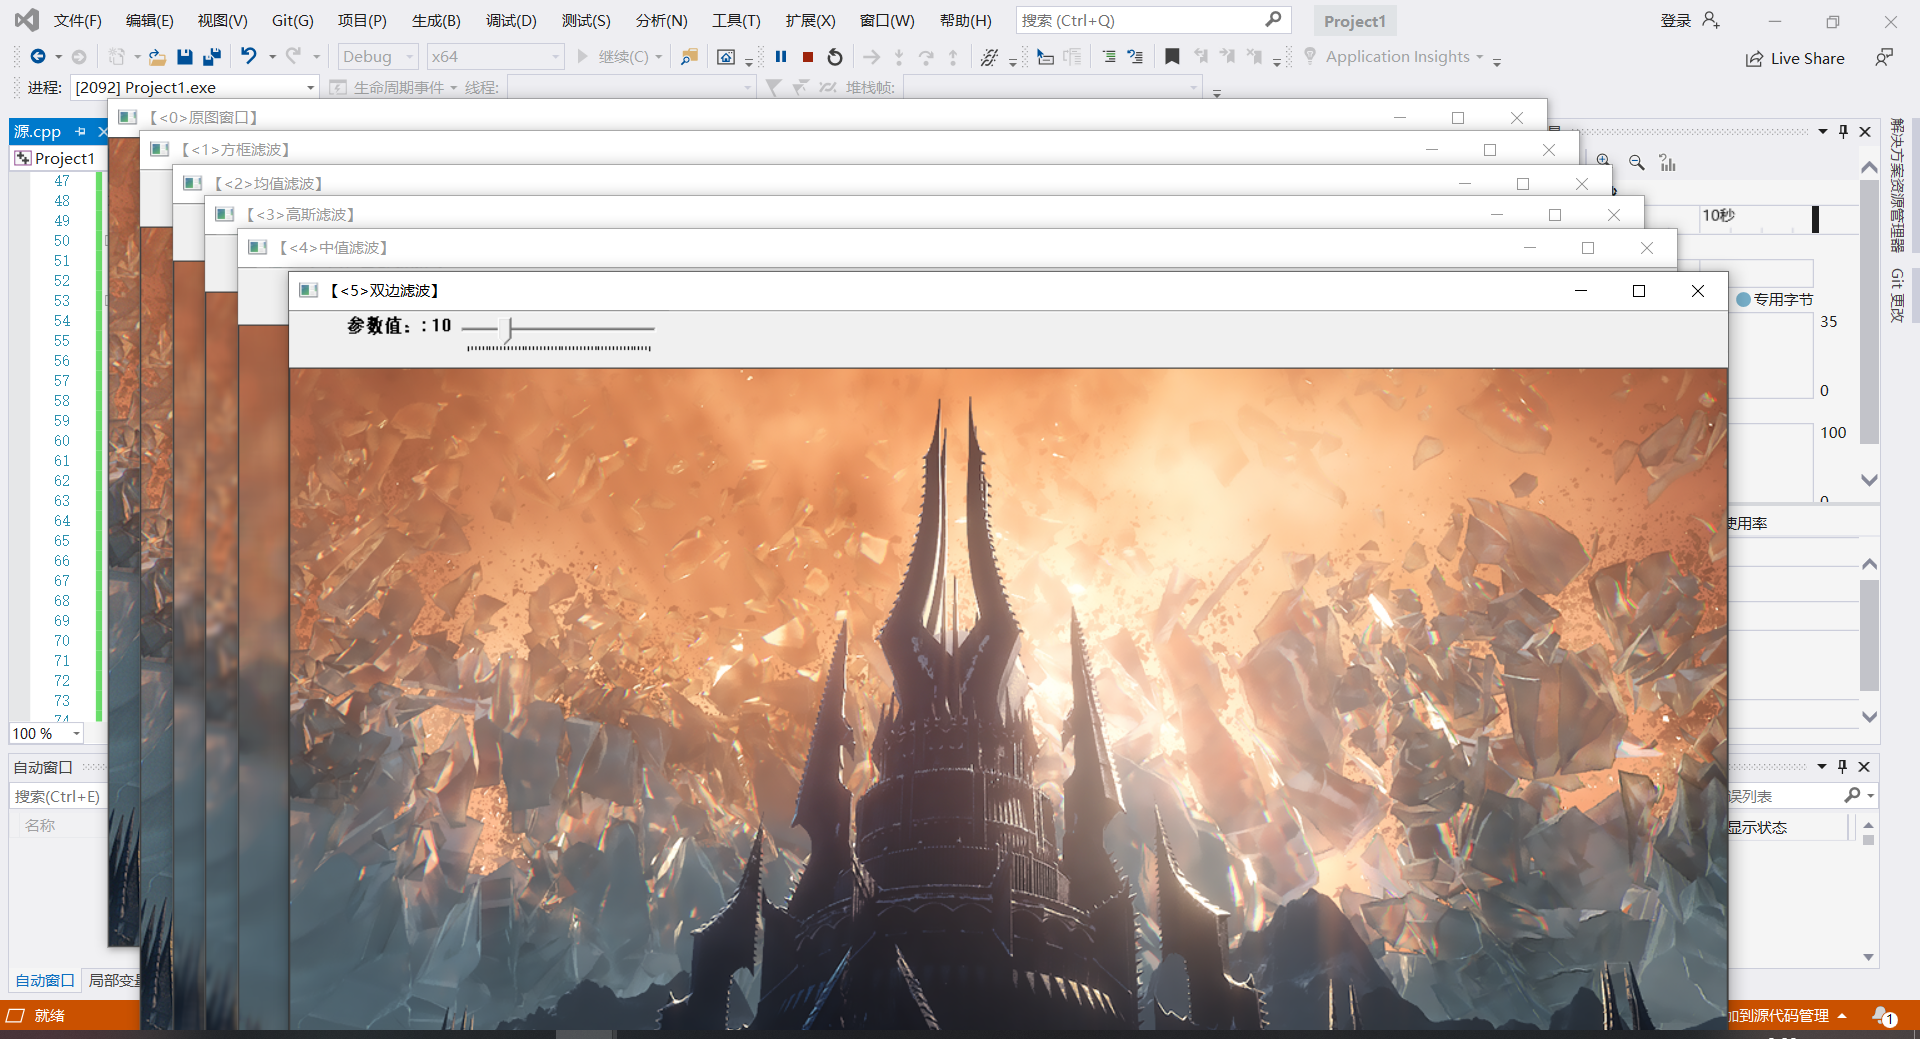 文件(F) 编辑(E) 视图(V) Git(G) 项目(P) 生成(B) 调试(D) 测试(S) 分析(N) 工具(T) 扩展(X) 窗口(W) 帮助(H) 搜索 (Ctrl+Q) Project1 登录
Debug x64 继续(C) Application Insights Live Share
进程: [2092] Project1.exe 生命周期事件 线程: 堆栈帧:
【<0>原图窗口】
源.cpp
【<1>方框滤波】
Project1
【<2>均值滤波】
【<3>高斯滤波】
【<4>中值滤波】
【<5>双边滤波】
参数值：: 10
47
48
49
50
51
52
53
54
55
56
57
58
59
60
61
62
63
64
65
66
67
68
69
70
71
72
73
74
100 %
自动窗口
搜索(Ctrl+E)
名称
自动窗口 局部变量
就绪
10秒
专用字节
35
0
100
0
使用率
误列表
显示状态
加到源代码管理
1
解决方案资源管理器
Git 更改